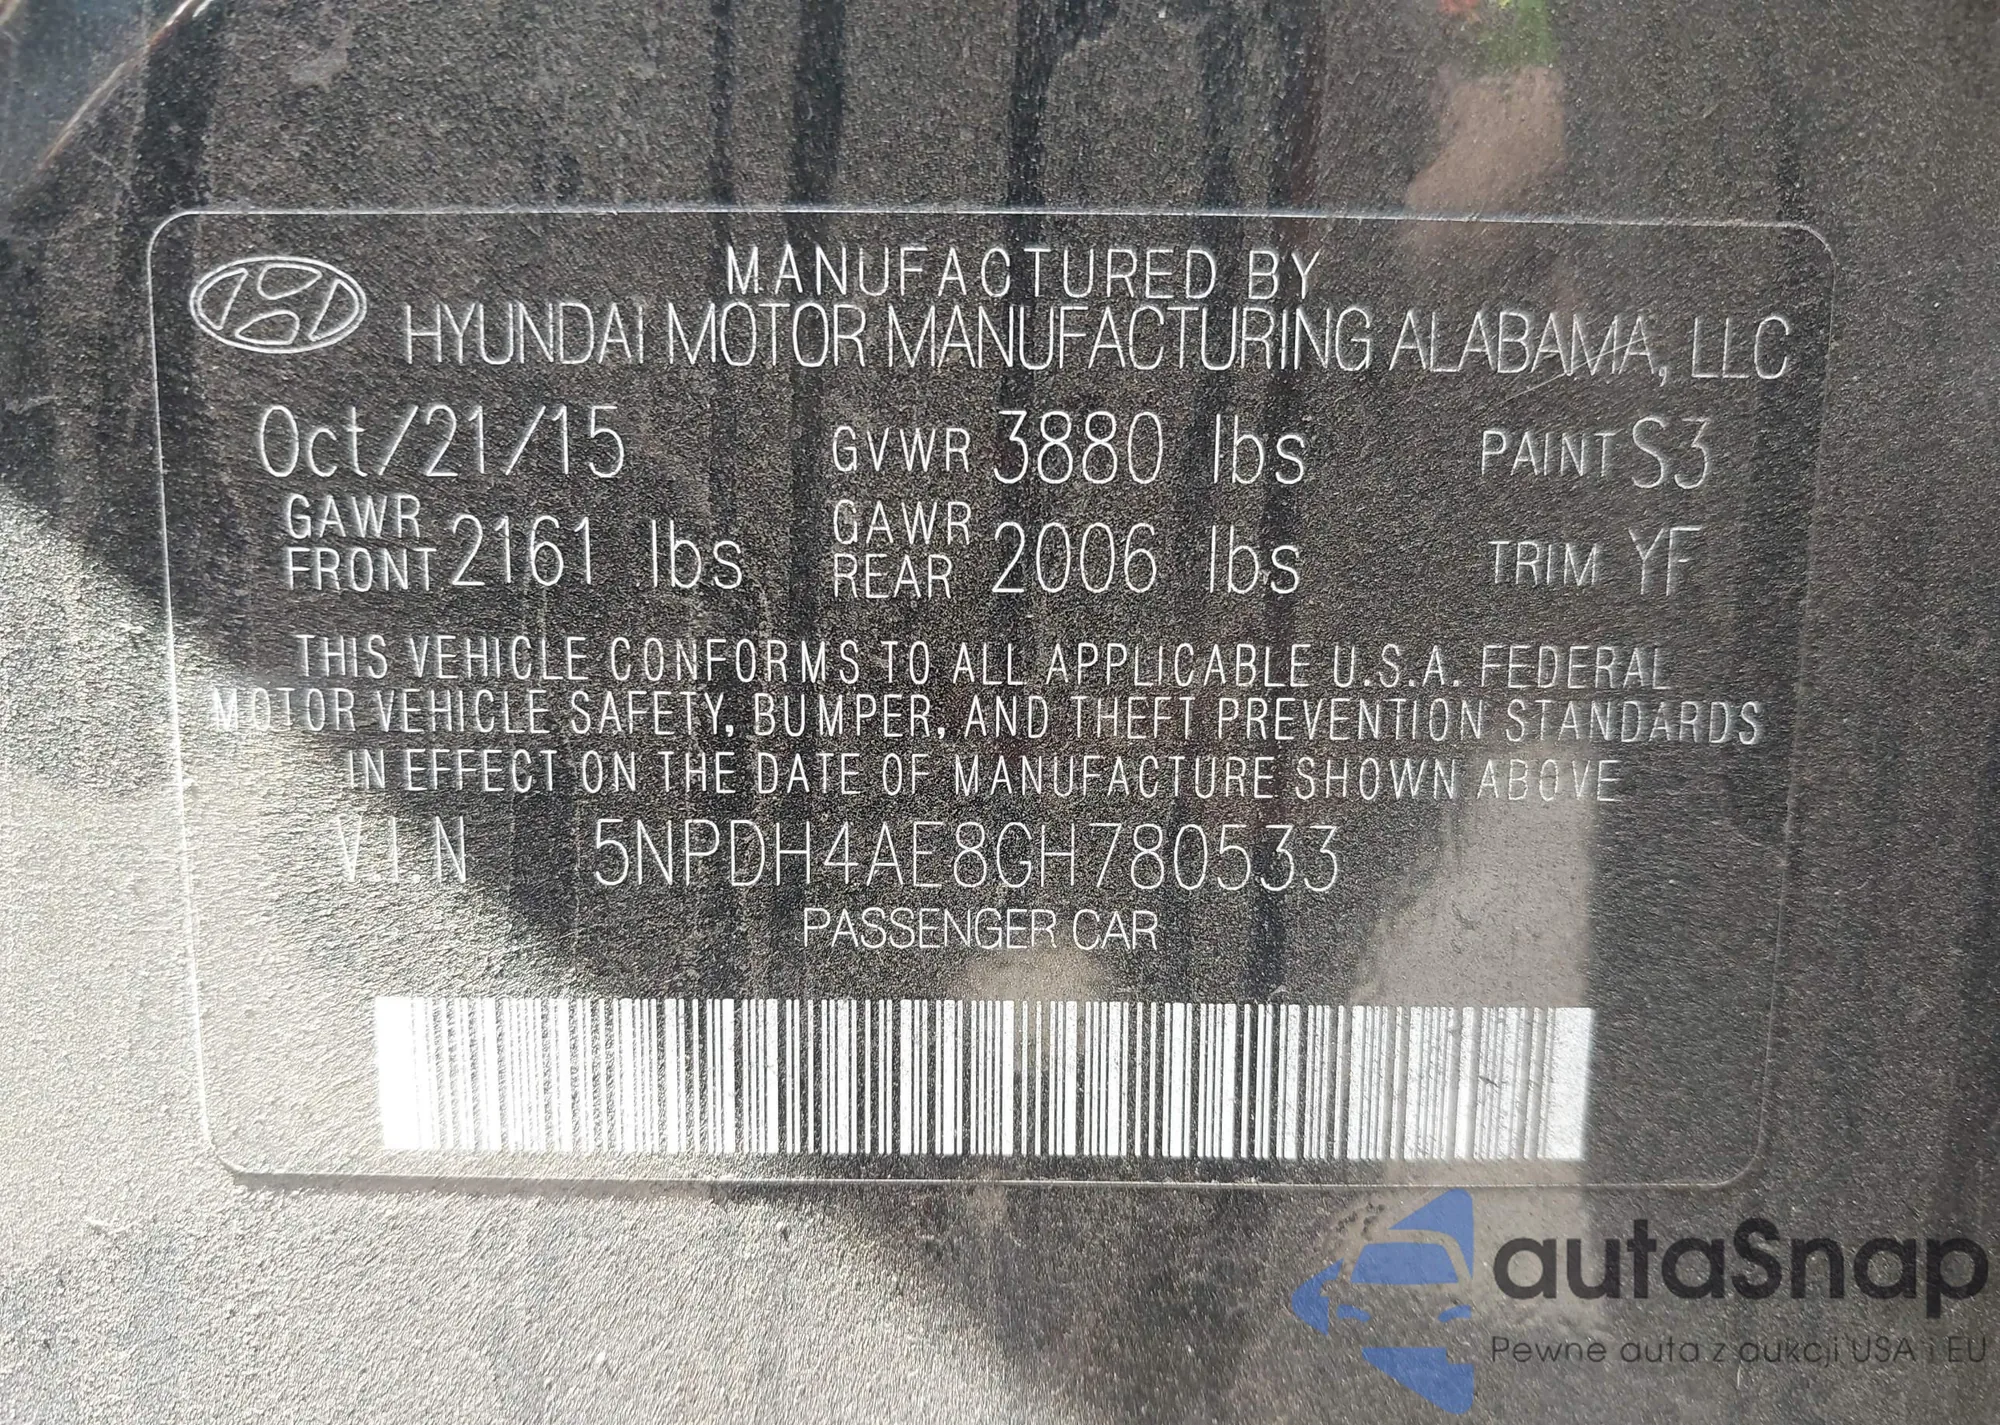 MANUFACTURED BY
HYUNDAI MOTOR MANUFACTURING ALABAMA, LLC
Oct/21/15 GVWR 3880 lbs PAINT S3
GAWR FRONT 2161 lbs GAWR REAR 2006 lbs TRIM YF
THIS VEHICLE CONFORMS TO ALL APPLICABLE U.S.A. FEDERAL
MOTOR VEHICLE SAFETY, BUMPER, AND THEFT PREVENTION STANDARDS
IN EFFECT ON THE DATE OF MANUFACTURE SHOWN ABOVE
V.I.N 5NPDH4AE8GH780533
PASSENGER CAR
autaSnap
Pewne auta z aukcji USA i EU